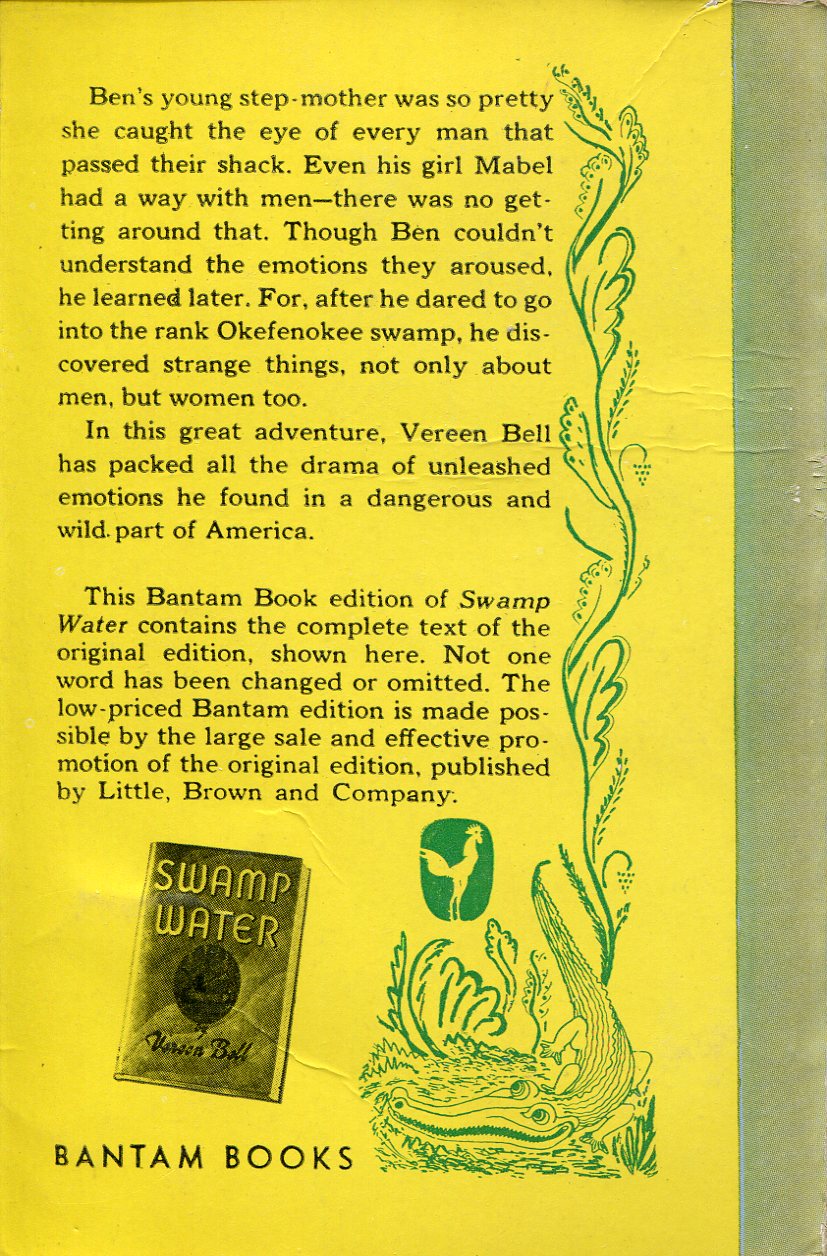 Ben's young step-mother was so pretty
she caught the eye of every man that
passed their shack. Even his girl Mabel
had a way with men—there was no get-
ting around that. Though Ben couldn't
understand the emotions they aroused,
he learned later. For, after he dared to go
into the rank Okefenokee swamp, he dis-
covered strange things, not only about
men, but women too.
In this great adventure, Vereen Bell
has packed all the drama of unleashed
emotions he found in a dangerous and
wild part of America.
This Bantam Book edition of Swamp
Water contains the complete text of the
original edition, shown here. Not one
word has been changed or omitted. The
low-priced Bantam edition is made pos-
sible by the large sale and effective pro-
motion of the original edition, published
by Little, Brown and Company.
SWAMP
WATER
by
Vereen Bell
BANTAM BOOKS